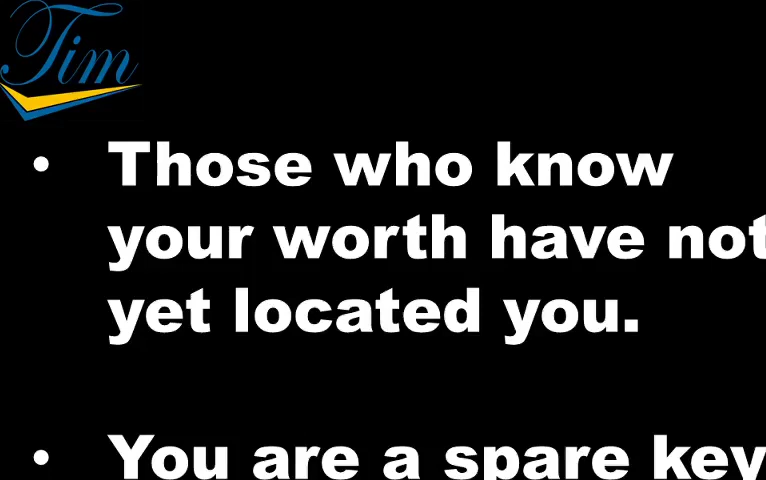 Tim
• Those who know
your worth have not
yet located you.
• You are a spare key